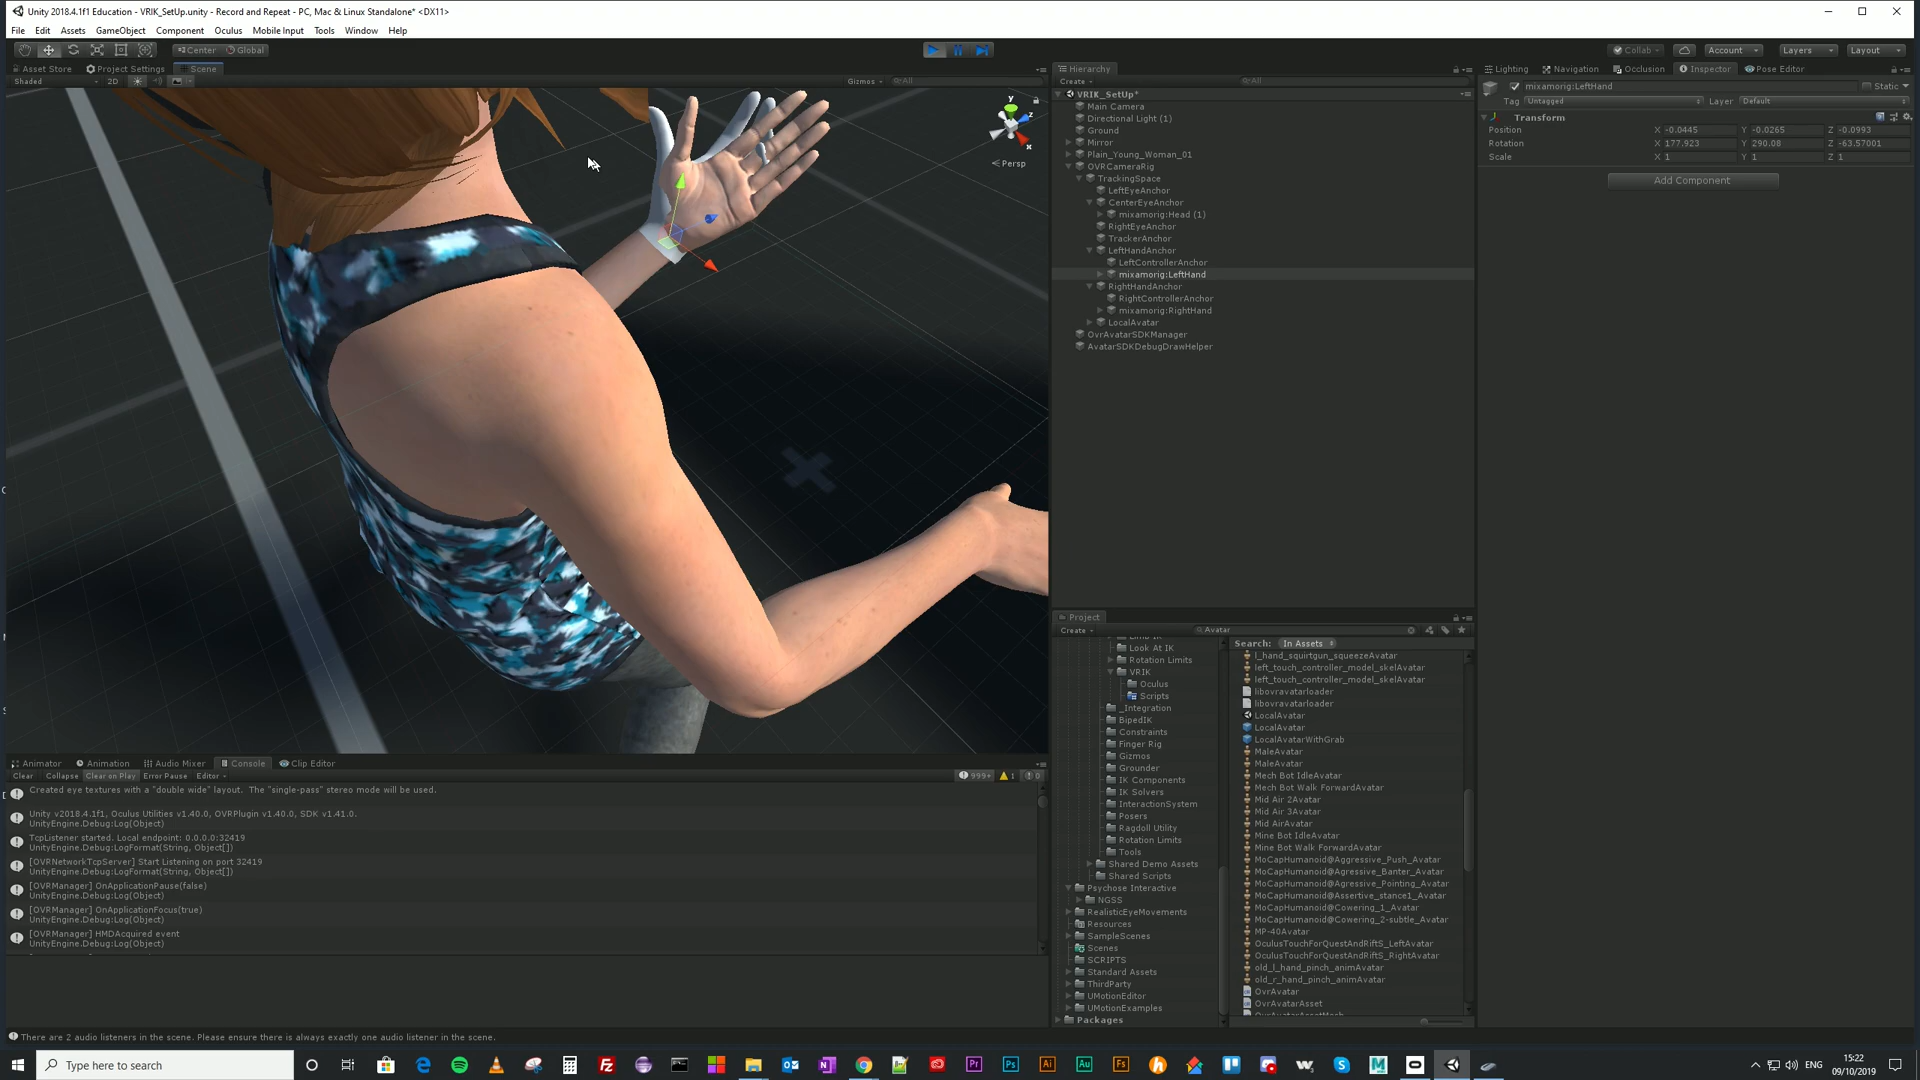 Unity 2018.4.1f1 Education - VRIK_SetUp.unity - Record and Repeat - PC, Mac & Linux Standalone* <DX11>
File Edit Assets GameObject Component Oculus Mobile Input Tools Window Help
Center Global
Collab Account Layers Layout
Asset Store Project Settings Scene
Shaded 2D Gizmos All
y
z
x
Persp
Hierarchy
Create All
VRIK_SetUp*
Main Camera
Directional Light (1)
Ground
Mirror
Plain_Young_Woman_01
OVRCameraRig
TrackingSpace
LeftEyeAnchor
CenterEyeAnchor
mixamorig:Head (1)
RightEyeAnchor
TrackerAnchor
LeftHandAnchor
LeftControllerAnchor
mixamorig:LeftHand
RightHandAnchor
RightControllerAnchor
mixamorig:RightHand
LocalAvatar
OvrAvatarSDKManager
AvatarSDKDebugDrawHelper
Lighting Navigation Occlusion Inspector Pose Editor
mixamorig:LeftHand Static
Tag Untagged Layer Default
Transform
Position X -0.0445 Y -0.0265 Z -0.0993
Rotation X 177.923 Y 290.08 Z -63.57001
Scale X 1 Y 1 Z 1
Add Component
Project
Create Avatar
Limb IK
Look At IK
Rotation Limits
VRIK
Oculus
Scripts
_Integration
BipedIK
Constraints
Finger Rig
Gizmos
Grounder
IK Components
IK Solvers
InteractionSystem
Posers
Ragdoll Utility
Rotation Limits
Tools
Shared Demo Assets
Shared Scripts
Psychose Interactive
NGSS
RealisticEyeMovements
Resources
SampleScenes
Scenes
SCRIPTS
Standard Assets
ThirdParty
UMotionEditor
UMotionExamples
Packages
Search: In Assets
l_hand_squirtgun_squeezeAvatar
left_touch_controller_model_skelAvatar
left_touch_controller_model_skelAvatar
libovravatarloader
libovravatarloader
LocalAvatar
LocalAvatar
LocalAvatarWithGrab
MaleAvatar
MaleAvatar
Mech Bot IdleAvatar
Mech Bot Walk ForwardAvatar
Mid Air 2Avatar
Mid Air 3Avatar
Mid AirAvatar
Mine Bot IdleAvatar
Mine Bot Walk ForwardAvatar
MoCapHumanoid@Aggressive_Push_Avatar
MoCapHumanoid@Agressive_Banter_Avatar
MoCapHumanoid@Agressive_Pointing_Avatar
MoCapHumanoid@Assertive_stance1_Avatar
MoCapHumanoid@Cowering_1_Avatar
MoCapHumanoid@Cowering_2-subtle_Avatar
MP-40Avatar
OculusTouchForQuestAndRiftS_LeftAvatar
OculusTouchForQuestAndRiftS_RightAvatar
old_l_hand_pinch_animAvatar
old_r_hand_pinch_animAvatar
OvrAvatar
OvrAvatarAsset
OvrAvatarAssetMesh
Animator Animation Audio Mixer Console Clip Editor
Clear Collapse Clear on Play Error Pause Editor 999+ 1 0
Created eye textures with a "double wide" layout. The "single-pass" stereo mode will be used.
Unity v2018.4.1f1, Oculus Utilities v1.40.0, OVRPlugin v1.40.0, SDK v1.41.0.
UnityEngine.Debug:Log(Object)
TcpListener started. Local endpoint: 0.0.0.0:32419
UnityEngine.Debug:LogFormat(String, Object[])
[OVRNetworkTcpServer] Start Listening on port 32419
UnityEngine.Debug:LogFormat(String, Object[])
[OVRManager] OnApplicationPause(false)
UnityEngine.Debug:Log(Object)
[OVRManager] OnApplicationFocus(true)
UnityEngine.Debug:Log(Object)
[OVRManager] HMDAcquired event
UnityEngine.Debug:Log(Object)
There are 2 audio listeners in the scene. Please ensure there is always exactly one audio listener in the scene.
Type here to search
ENG
15:22
09/10/2019